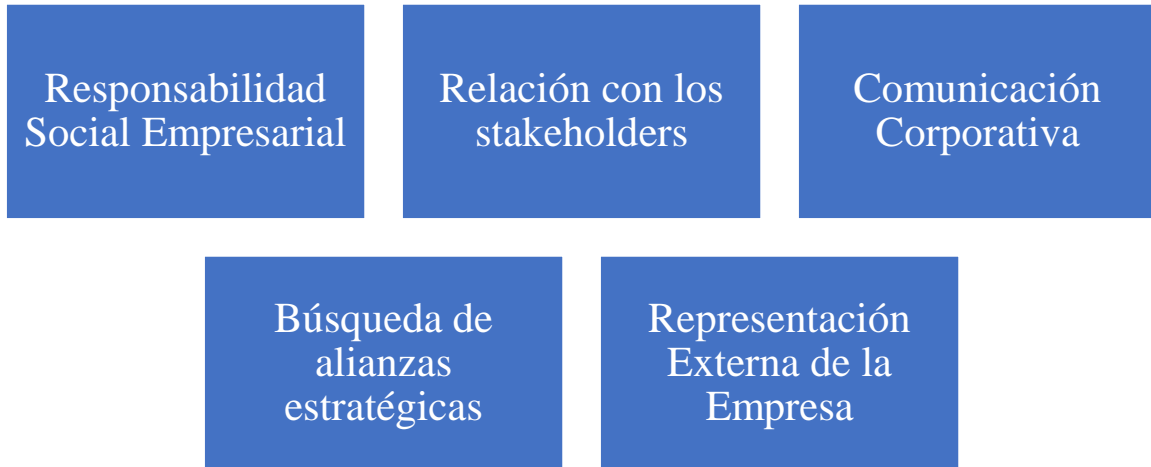 Responsabilidad
Social Empresarial
Relación con los
stakeholders
Comunicación
Corporativa
Búsqueda de
alianzas
estratégicas
Representación
Externa de la
Empresa